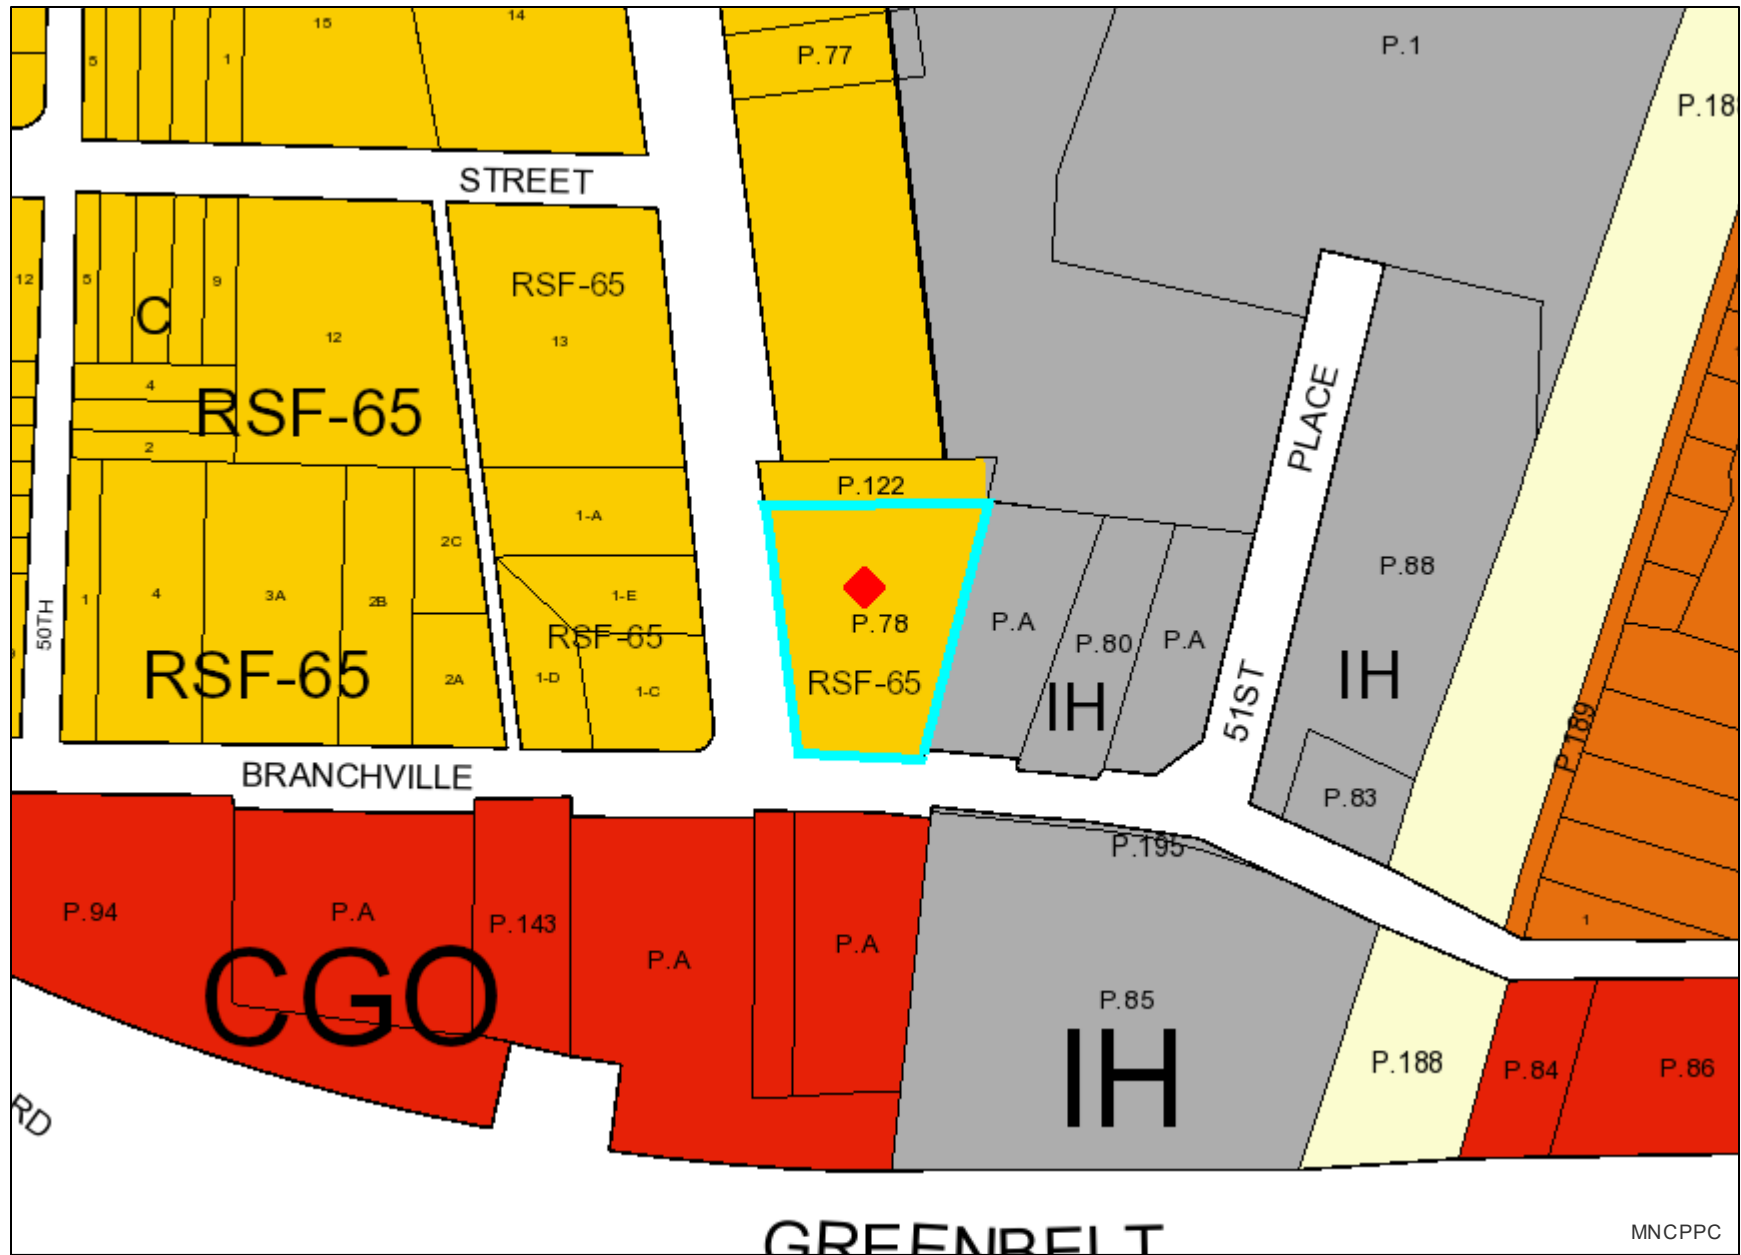 15
14
5
1
P.77
P.1
P.18
STREET
12
5
9
C
12
RSF-65
13
4
RSF-65
2
PLACE
P.122
1-A
2C
P.88
1
4
3A
2B
1-E
50TH
P.78
P.A
P.80
P.A
RSF-65
RSF-65
2A
1-D
1-C
RSF-65
IH
51ST
IH
P.189
BRANCHVILLE
P.83
P.195
P.94
P.A
P.143
P.A
P.A
1
CGO
P.85
IH
P.188
P.84
P.86
RD
GREENBELT
MNCPPC